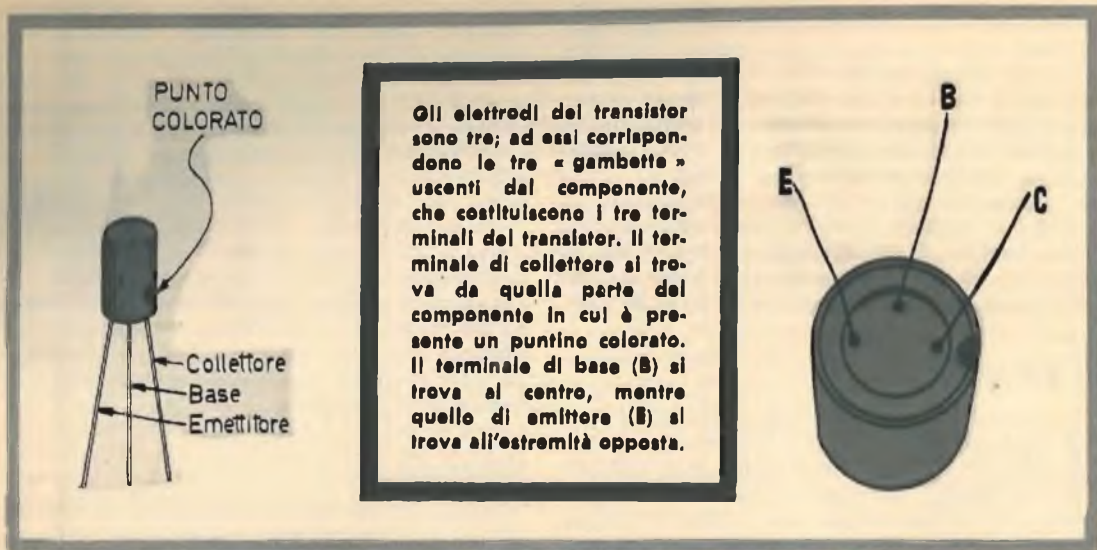 PUNTO
COLORATO
Collettore
Base
Emettitore
Gli elettrodi del transistor
sono tre; ad essi corrispon-
dono le tre « gambette »
uscenti dal componente,
che costituiscono i tre ter-
minali del transistor. Il ter-
minale di collettore si tro-
va da quella parte del
componente in cui è pre-
sente un puntino colorato.
Il terminale di base (B) si
trova al centro, mentre
quello di emittore (E) si
trova all'estremità opposta.
B
E
C